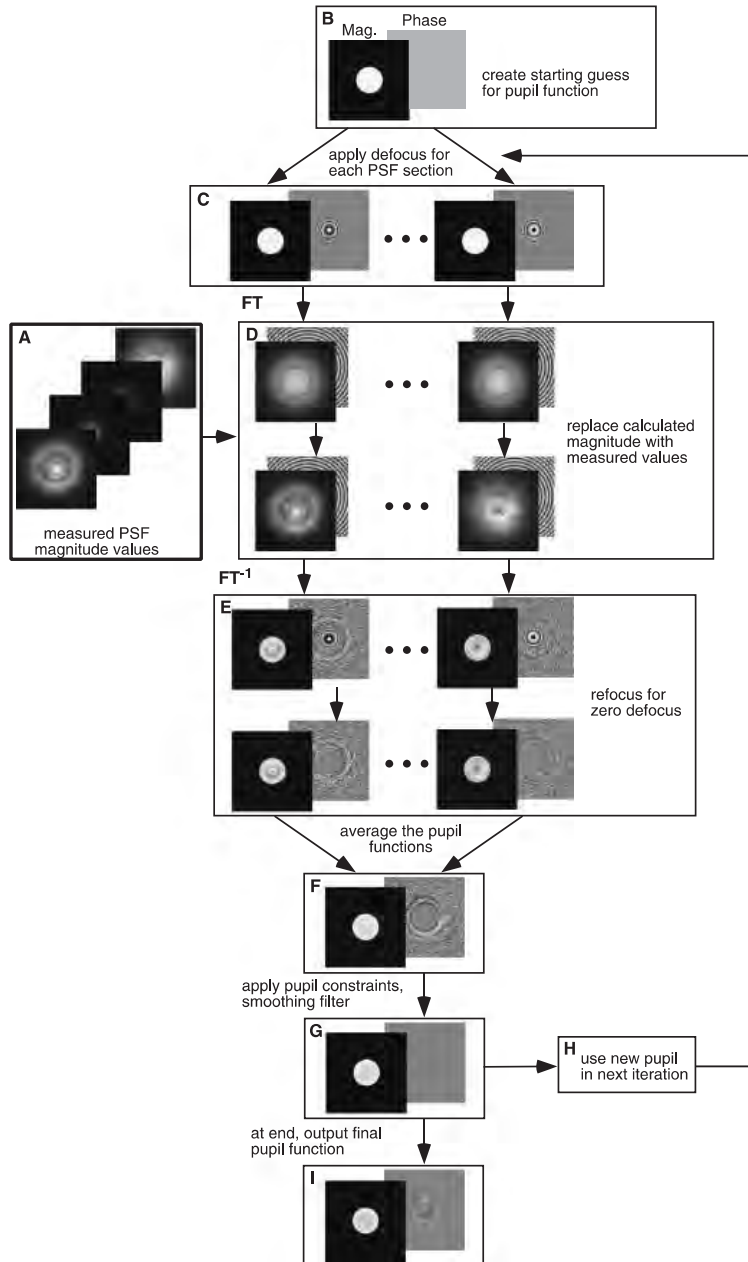 B
Mag.
Phase
create starting guess
for pupil function
apply defocus for
each PSF section
C
FT
A
measured PSF
magnitude values
D
replace calculated
magnitude with
measured values
FT-1
E
refocus for
zero defocus
average the pupil
functions
F
apply pupil constraints,
smoothing filter
G
H
use new pupil
in next iteration
at end, output final
pupil function
I